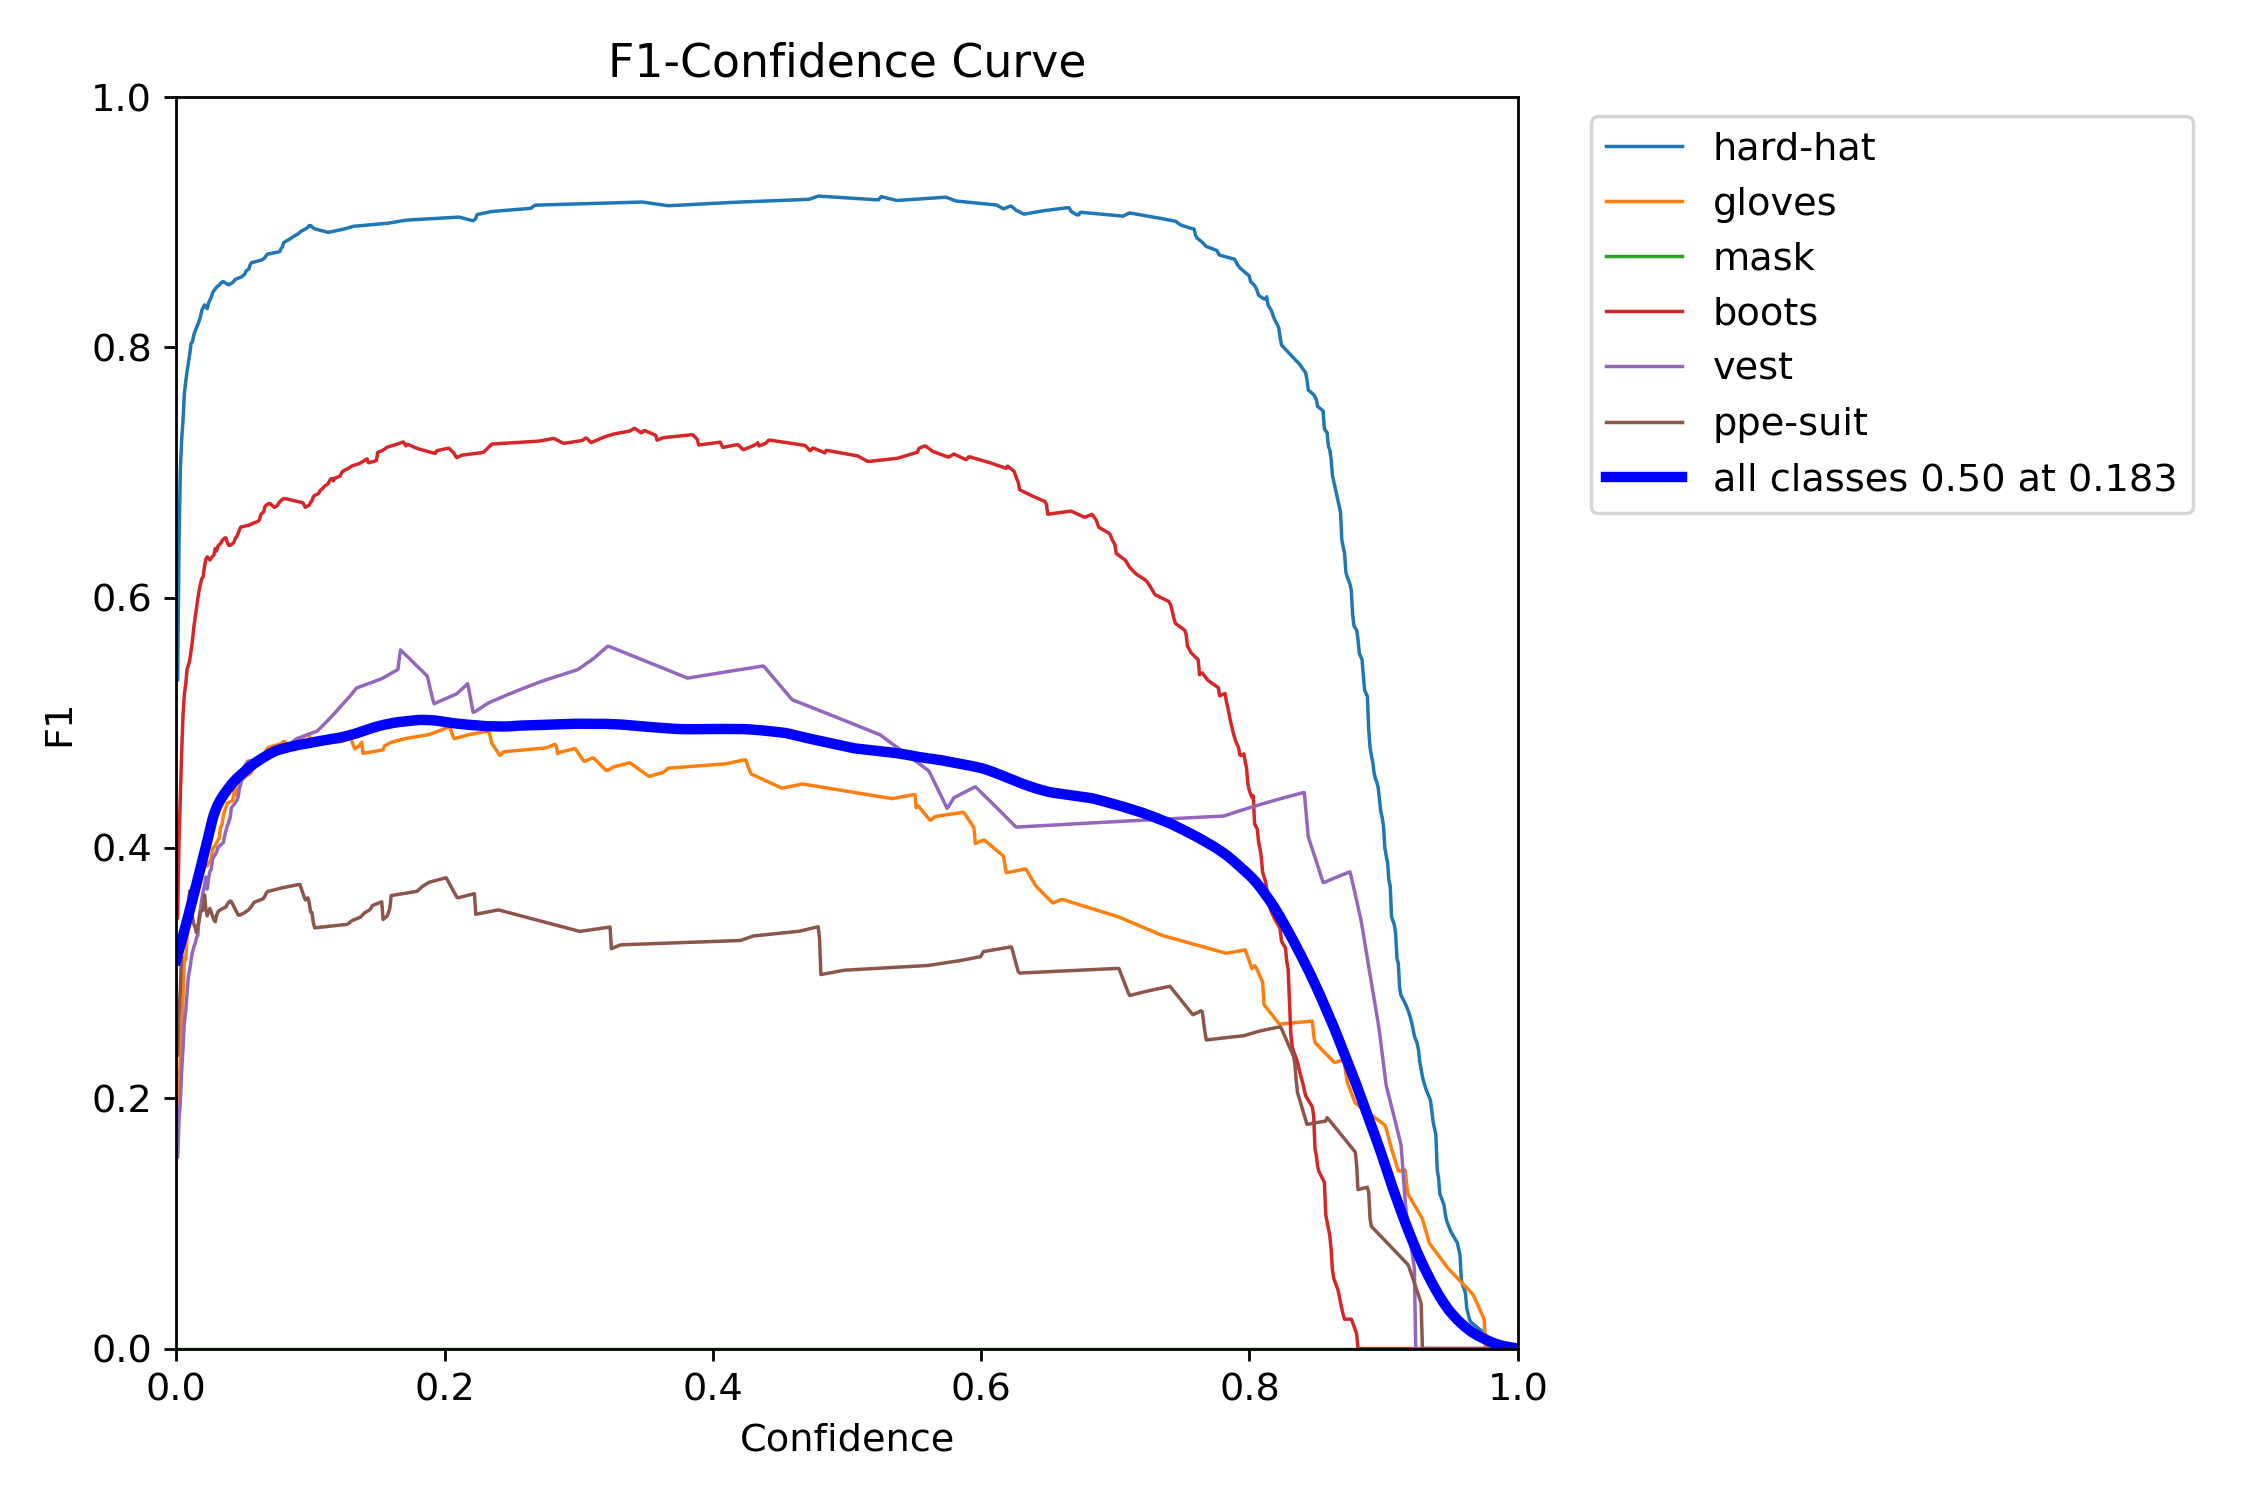 F1-Confidence Curve
1.0
0.8
0.6
0.4
0.2
0.0
F1
0.0 0.2 0.4 0.6 0.8 1.0
Confidence
hard-hat
gloves
mask
boots
vest
ppe-suit
all classes 0.50 at 0.183